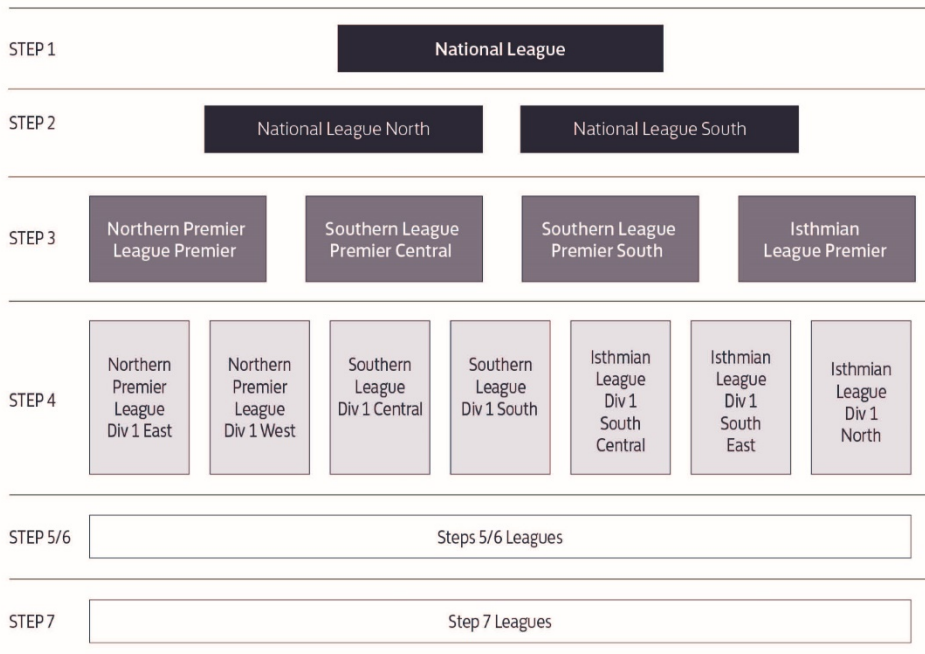 STEP 1
National League
STEP 2
National League North
National League South
STEP 3
Northern Premier
League Premier
Southern League
Premier Central
Southern League
Premier South
Isthmian
League Premier
STEP 4
Northern
Premier
League
Div 1 East
Northern
Premier
League
Div 1 West
Southern
League
Div 1 Central
Southern
League
Div 1 South
Isthmian
League
Div 1
South
Central
Isthmian
League
Div 1
South
East
Isthmian
League
Div 1
North
STEP 5/6
Steps 5/6 Leagues
STEP 7
Step 7 Leagues